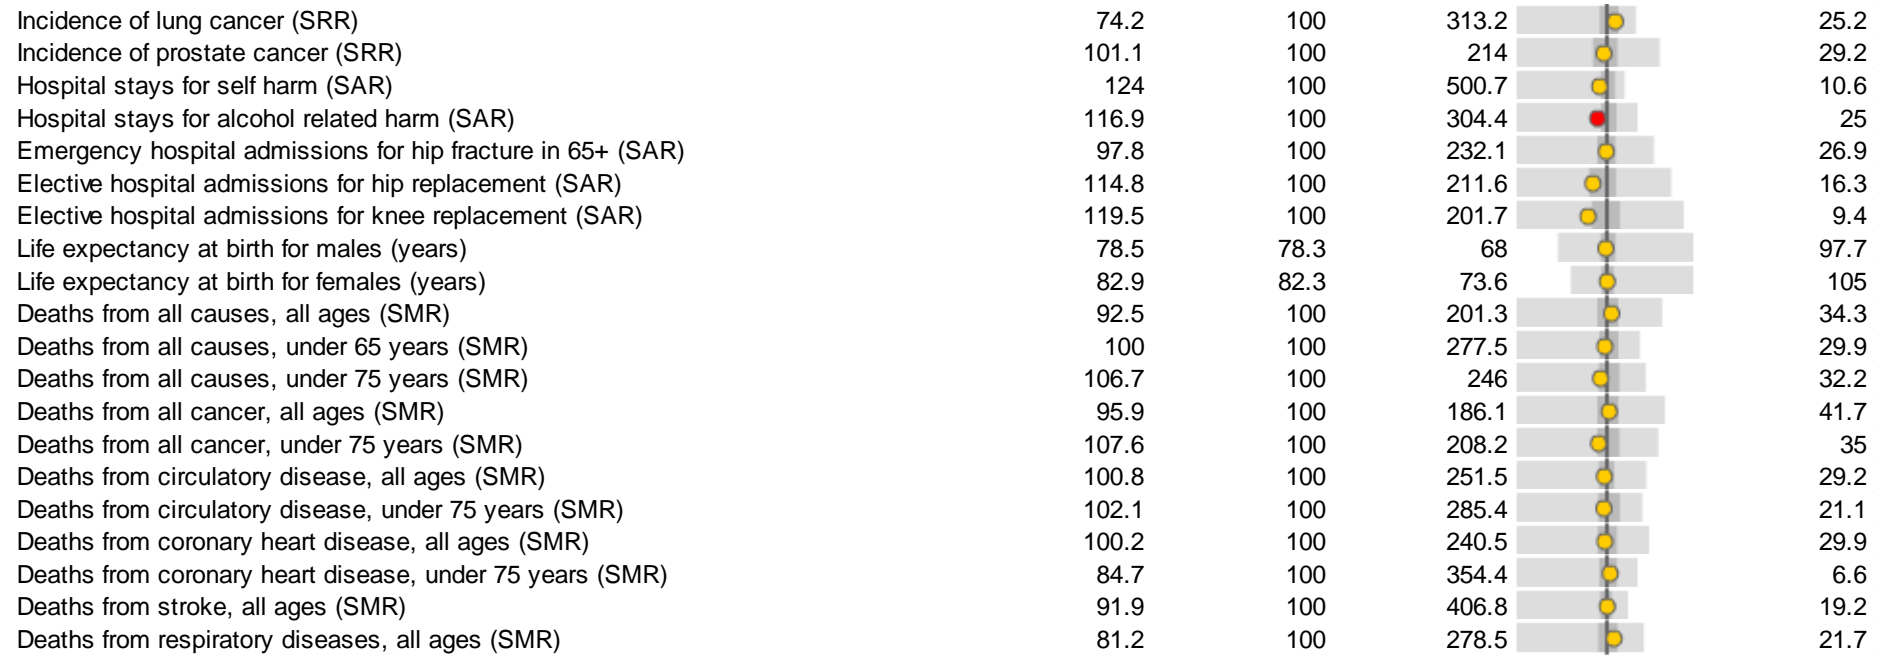 Incidence of lung cancer (SRR) 74.2 100 313.2 25.2
Incidence of prostate cancer (SRR) 101.1 100 214 29.2
Hospital stays for self harm (SAR) 124 100 500.7 10.6
Hospital stays for alcohol related harm (SAR) 116.9 100 304.4 25
Emergency hospital admissions for hip fracture in 65+ (SAR) 97.8 100 232.1 26.9
Elective hospital admissions for hip replacement (SAR) 114.8 100 211.6 16.3
Elective hospital admissions for knee replacement (SAR) 119.5 100 201.7 9.4
Life expectancy at birth for males (years) 78.5 78.3 68 97.7
Life expectancy at birth for females (years) 82.9 82.3 73.6 105
Deaths from all causes, all ages (SMR) 92.5 100 201.3 34.3
Deaths from all causes, under 65 years (SMR) 100 100 277.5 29.9
Deaths from all causes, under 75 years (SMR) 106.7 100 246 32.2
Deaths from all cancer, all ages (SMR) 95.9 100 186.1 41.7
Deaths from all cancer, under 75 years (SMR) 107.6 100 208.2 35
Deaths from circulatory disease, all ages (SMR) 100.8 100 251.5 29.2
Deaths from circulatory disease, under 75 years (SMR) 102.1 100 285.4 21.1
Deaths from coronary heart disease, all ages (SMR) 100.2 100 240.5 29.9
Deaths from coronary heart disease, under 75 years (SMR) 84.7 100 354.4 6.6
Deaths from stroke, all ages (SMR) 91.9 100 406.8 19.2
Deaths from respiratory diseases, all ages (SMR) 81.2 100 278.5 21.7